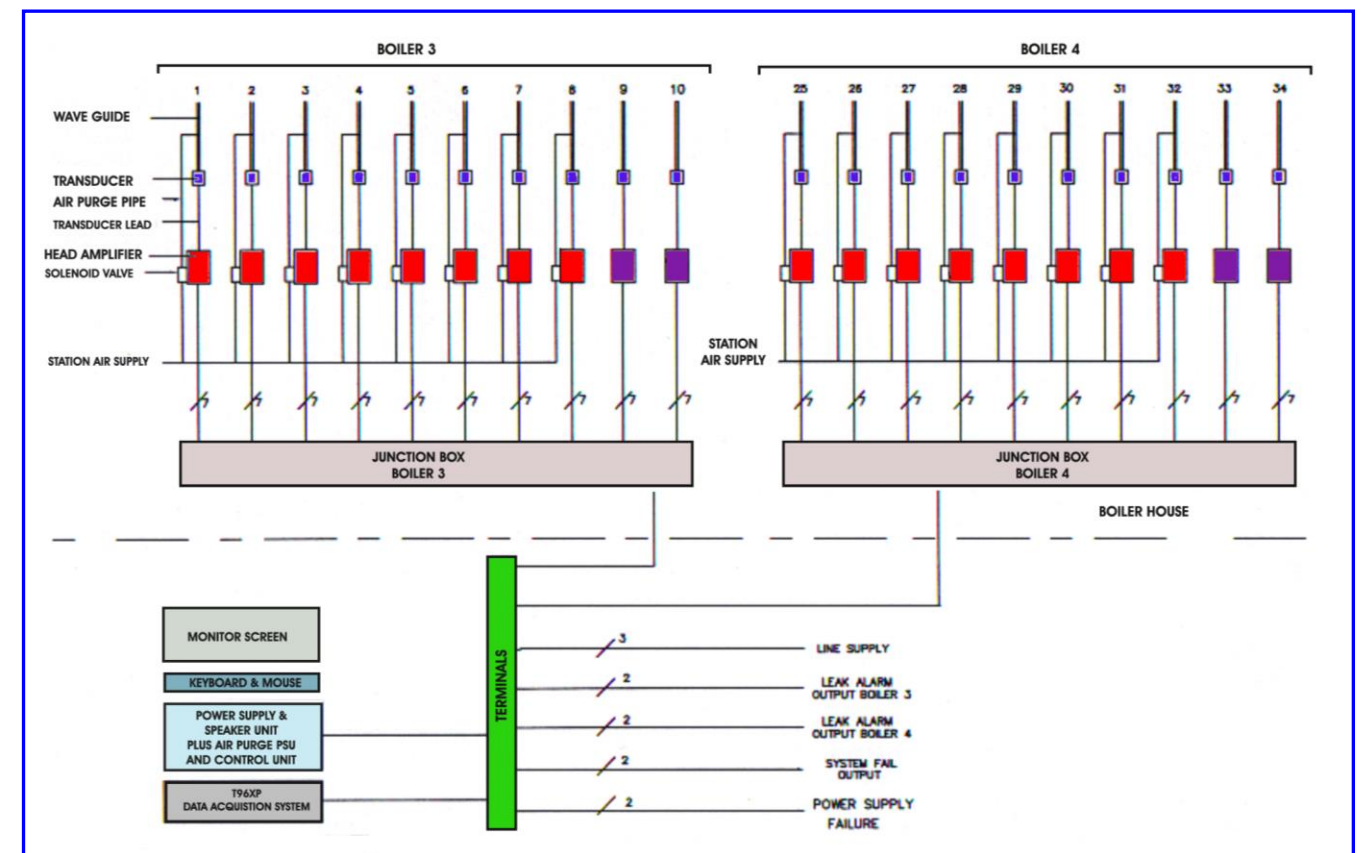 BOILER 3
BOILER 4
1 2 3 4 5 6 7 8 9 10
25 26 27 28 29 30 31 32 33 34
WAVE GUIDE
TRANSDUCER
AIR PURGE PIPE
TRANSDUCER LEAD
HEAD AMPLIFIER
SOLENOID VALVE
STATION AIR SUPPLY
STATION
AIR SUPPLY
7 7 7 7 7 7 7 7 7 7
7 7 7 7 7 7 7 7 7 7
JUNCTION BOX
BOILER 3
JUNCTION BOX
BOILER 4
BOILER HOUSE
MONITOR SCREEN
KEYBOARD & MOUSE
POWER SUPPLY &
SPEAKER UNIT
PLUS AIR PURGE PSU
AND CONTROL UNIT
T96XP
DATA ACQUISTION SYSTEM
TERMINALS
3
LINE SUPPLY
2
LEAK ALARM
OUTPUT BOILER 3
2
LEAK ALARM
OUTPUT BOILER 4
2
SYSTEM FAIL
OUTPUT
2
POWER SUPPLY
FAILURE